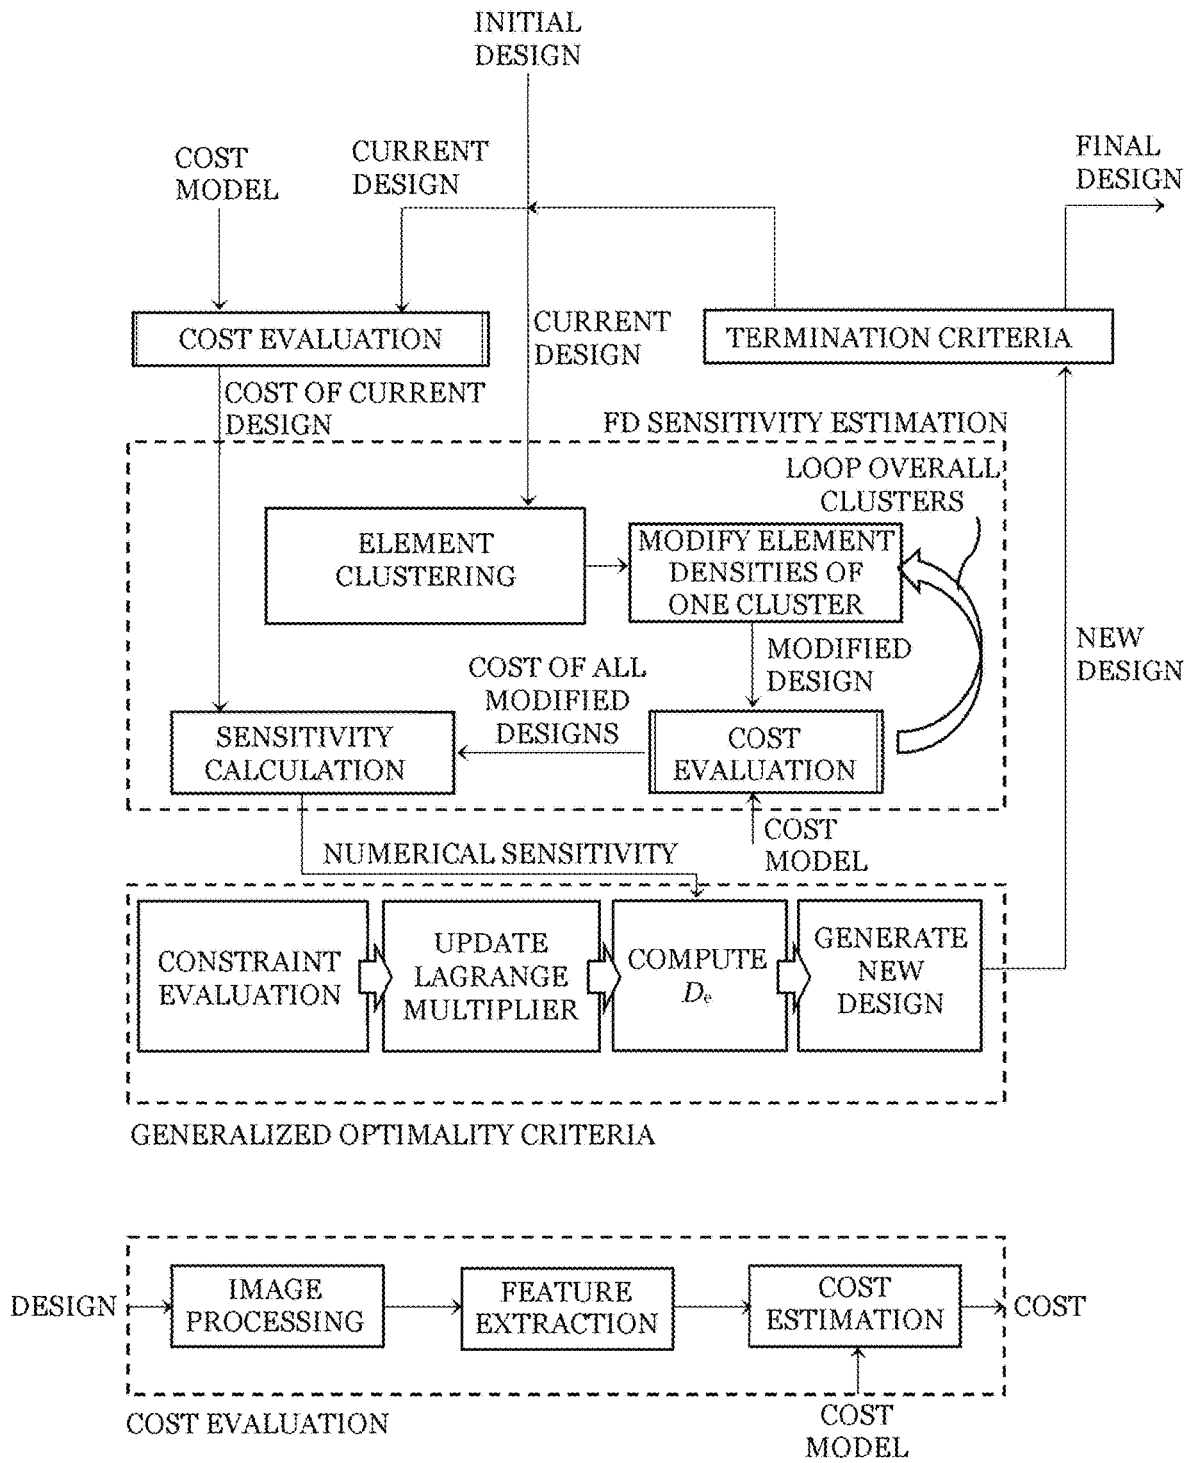 INITIAL
DESIGN
COST
MODEL
CURRENT
DESIGN
FINAL
DESIGN
COST EVALUATION
CURRENT
DESIGN
TERMINATION CRITERIA
COST OF CURRENT
DESIGN
FD SENSITIVITY ESTIMATION
LOOP OVERALL
CLUSTERS
ELEMENT
CLUSTERING
MODIFY ELEMENT
DENSITIES OF
ONE CLUSTER
MODIFIED
DESIGN
NEW
DESIGN
COST OF ALL
MODIFIED
DESIGNS
SENSITIVITY
CALCULATION
COST
EVALUATION
COST
MODEL
NUMERICAL SENSITIVITY
CONSTRAINT
EVALUATION
UPDATE
LAGRANGE
MULTIPLIER
COMPUTE
De
GENERATE
NEW
DESIGN
GENERALIZED OPTIMALITY CRITERIA
DESIGN
IMAGE
PROCESSING
FEATURE
EXTRACTION
COST
ESTIMATION
COST
COST EVALUATION
COST
MODEL